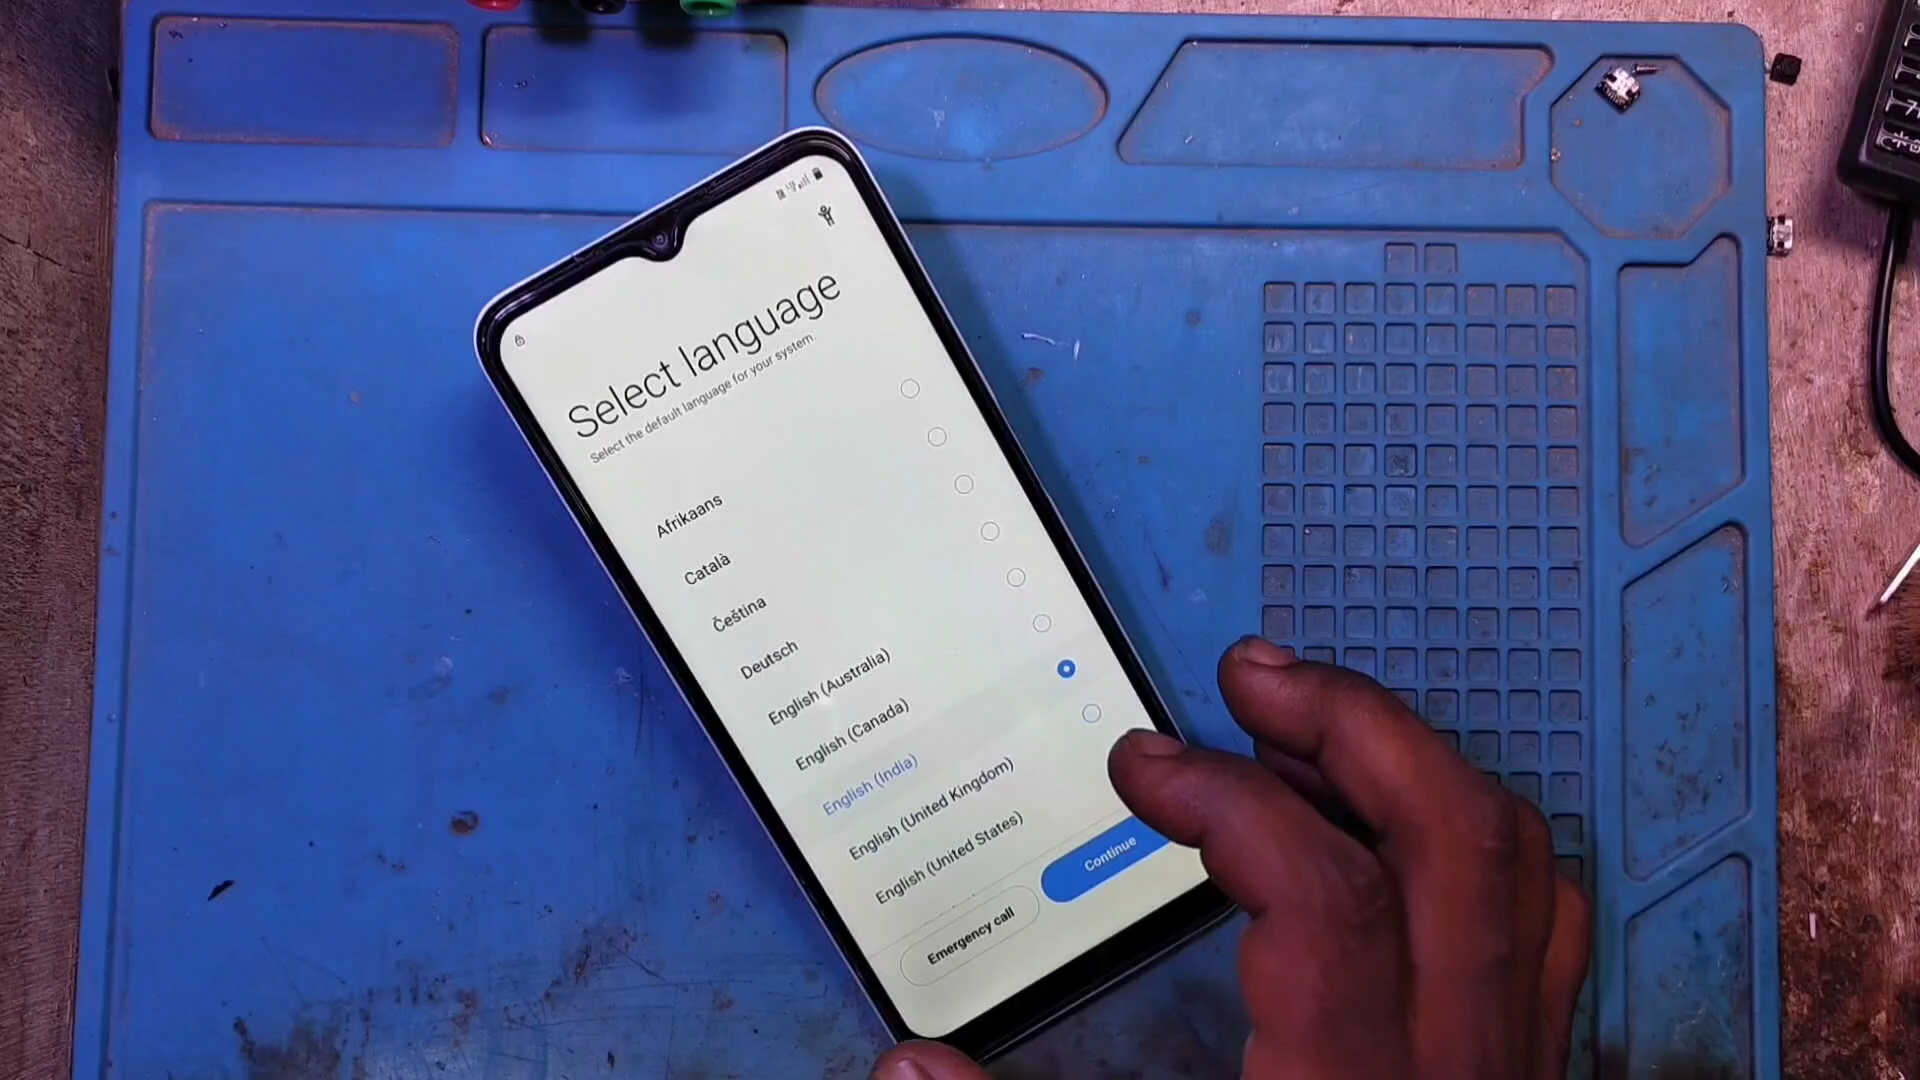 Select language
Select the default language for your system.
Afrikaans
Català
Čeština
Deutsch
English (Australia)
English (Canada)
English (India)
English (United Kingdom)
English (United States)
Emergency call
Continue